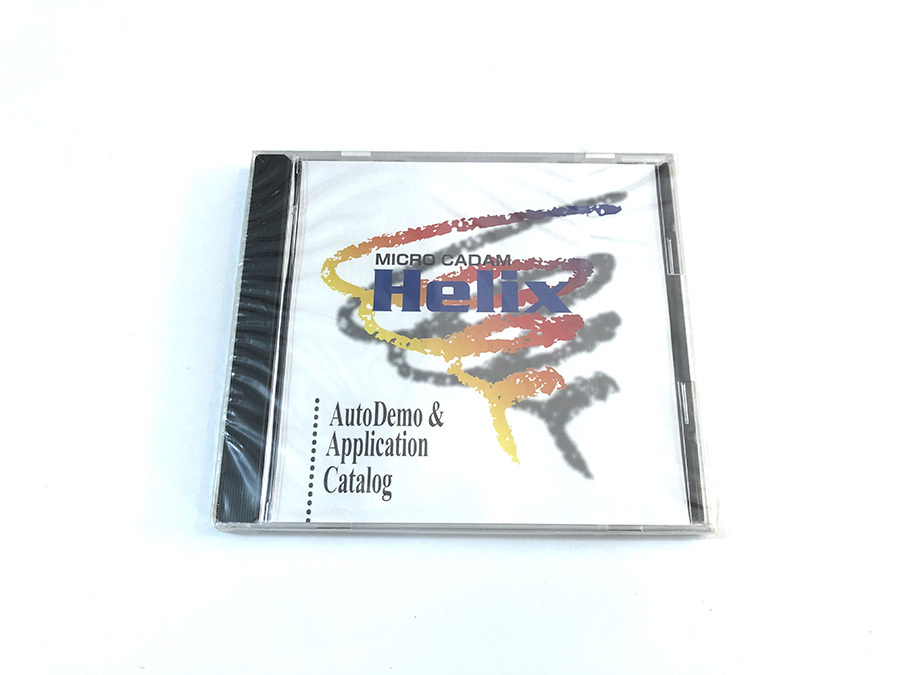 MICRO CADAM
Helix
AutoDemo &
Application
Catalog